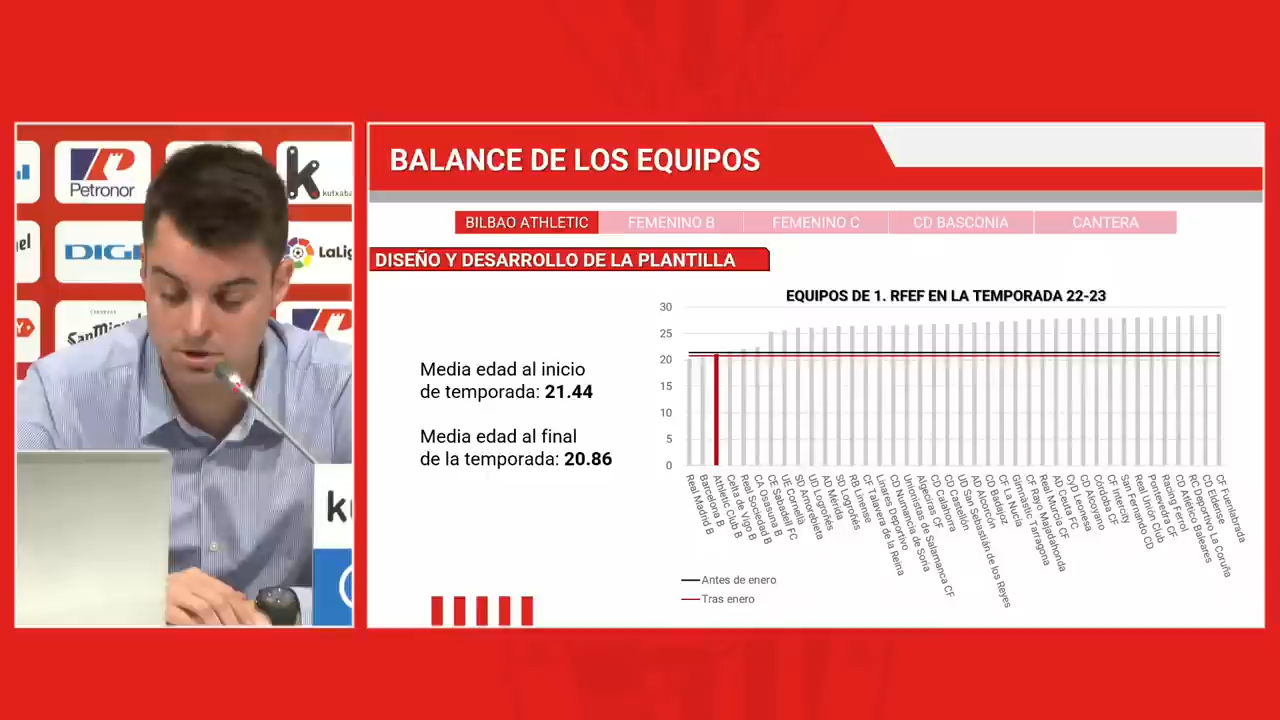 Petronor
k
kutxaba
el
DIGI
LaLig
San Migue
BALANCE DE LOS EQUIPOS
BILBAO ATHLETIC
FEMENINO B
FEMENINO C
CD BASCONIA
CANTERA
DISEÑO Y DESARROLLO DE LA PLANTILLA
Media edad al inicio
de temporada: 21.44
Media edad al final
de la temporada: 20.86
EQUIPOS DE 1. RFEF EN LA TEMPORADA 22-23
30
25
20
15
10
5
0
Real Madrid B
Barcelona B
Athletic Club B
Celta de Vigo B
Real Sociedad B
CA Osasuna B
CE Sabadell FC
UE Cornellà
SD Amorebieta
UD Logroñés
AD Mérida
SD Logroñés
RB Linense
CF Talavera de la Reina
Linares Deportivo
CD Numancia de Soria
Unionistas de Salamanca CF
Algeciras CF
CD Calahorra
CD Castellón
UD San Sebastián de los Reyes
AD Alcorcón
CD Badajoz
CF La Nucía
Gimnàstic Tarragona
CF Rayo Majadahonda
Real Murcia CF
AD Ceuta FC
CyD Leonesa
CD Alcoyano
Córdoba CF
CF Intercity
San Fernando CD
Real Unión Club
Pontevedra CF
Racing Ferrol
CD Atlético Baleares
RC Deportivo La Coruña
CD Eldense
CF Fuenlabrada
Antes de enero
Tras enero
ku